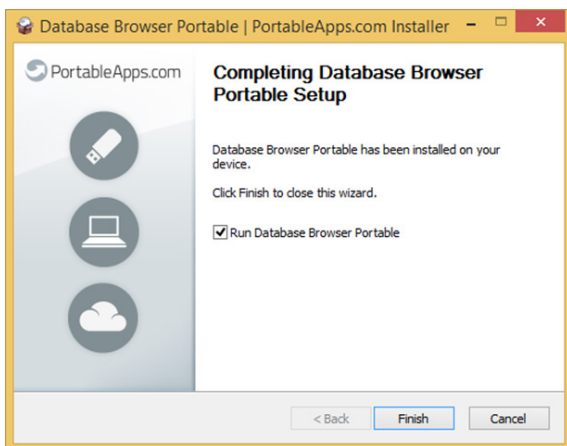 Database Browser Portable | PortableApps.com Installer
PortableApps.com
Completing Database Browser
Portable Setup
Database Browser Portable has been installed on your
device.
Click Finish to close this wizard.
Run Database Browser Portable
< Back
Finish
Cancel